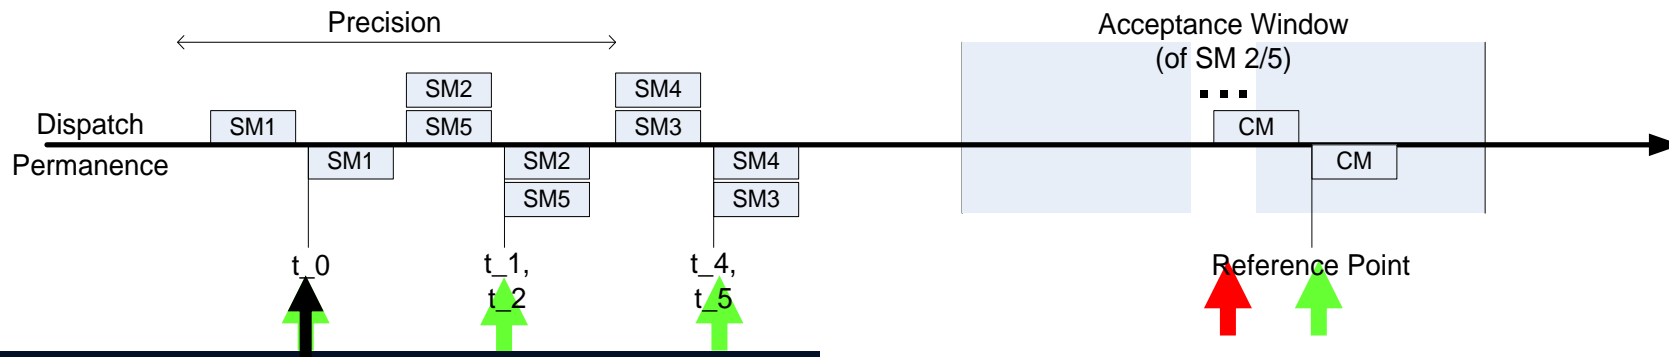 Precision
Acceptance Window
(of SM 2/5)
SM2
SM4
Dispatch
SM1
SM5
SM3
CM
Permanence
SM1
SM2
SM4
CM
SM5
SM3
t_0
t_1,
t_2
t_4,
t_5
Reference Point